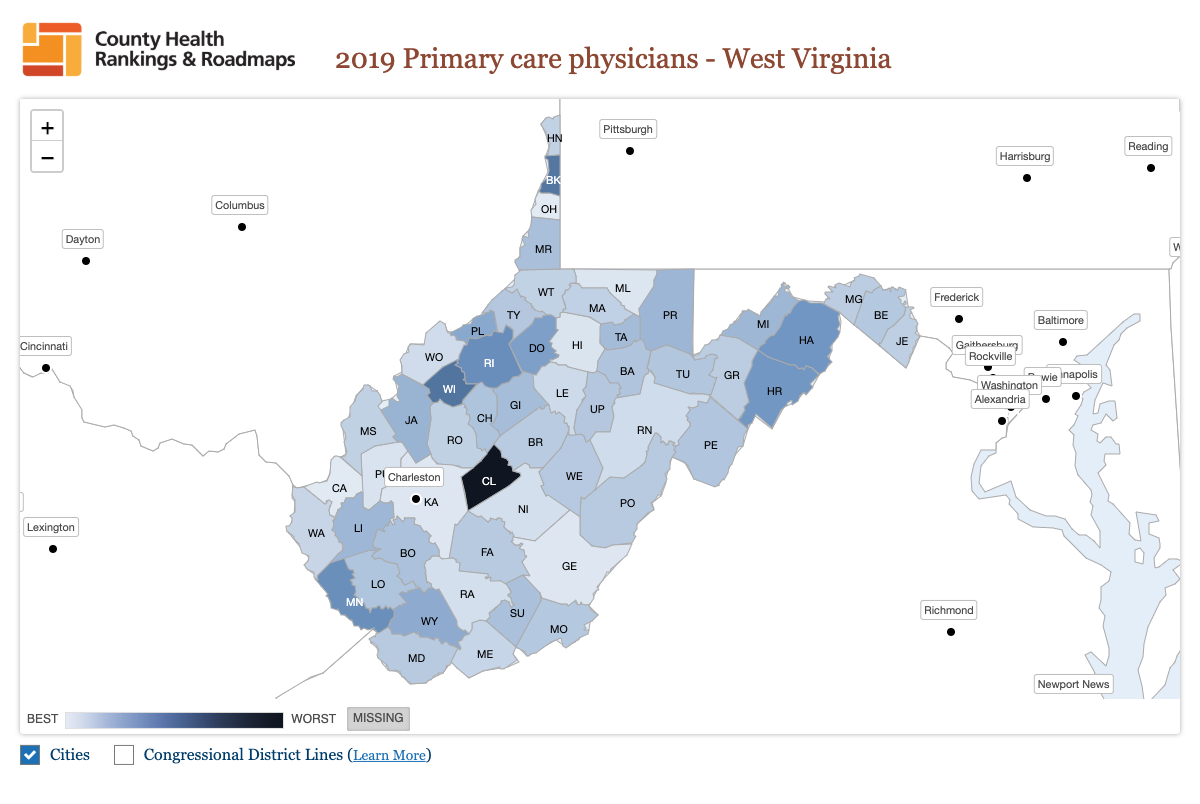 County Health
Rankings & Roadmaps
2019 Primary care physicians - West Virginia
+
−
Pittsburgh
Harrisburg
Reading
Columbus
Dayton
Cincinnati
Lexington
Frederick
Baltimore
Gaithersburg
Rockville
Washington
Alexandria
Richmond
Newport News
Charleston
HN
BK
OH
MR
WT
ML
MA
TY
PL
DO
HI
TA
PR
MI
HA
MG
BE
JE
WO
RI
WI
BA
TU
GR
HR
JA
CH
GI
LE
UP
RN
PE
MS
RO
BR
WE
PO
CA
KA
CL
NI
WA
LI
BO
FA
GE
LO
MN
RA
WY
SU
MO
MD
ME
BEST
WORST
MISSING
Cities
Congressional District Lines (Learn More)